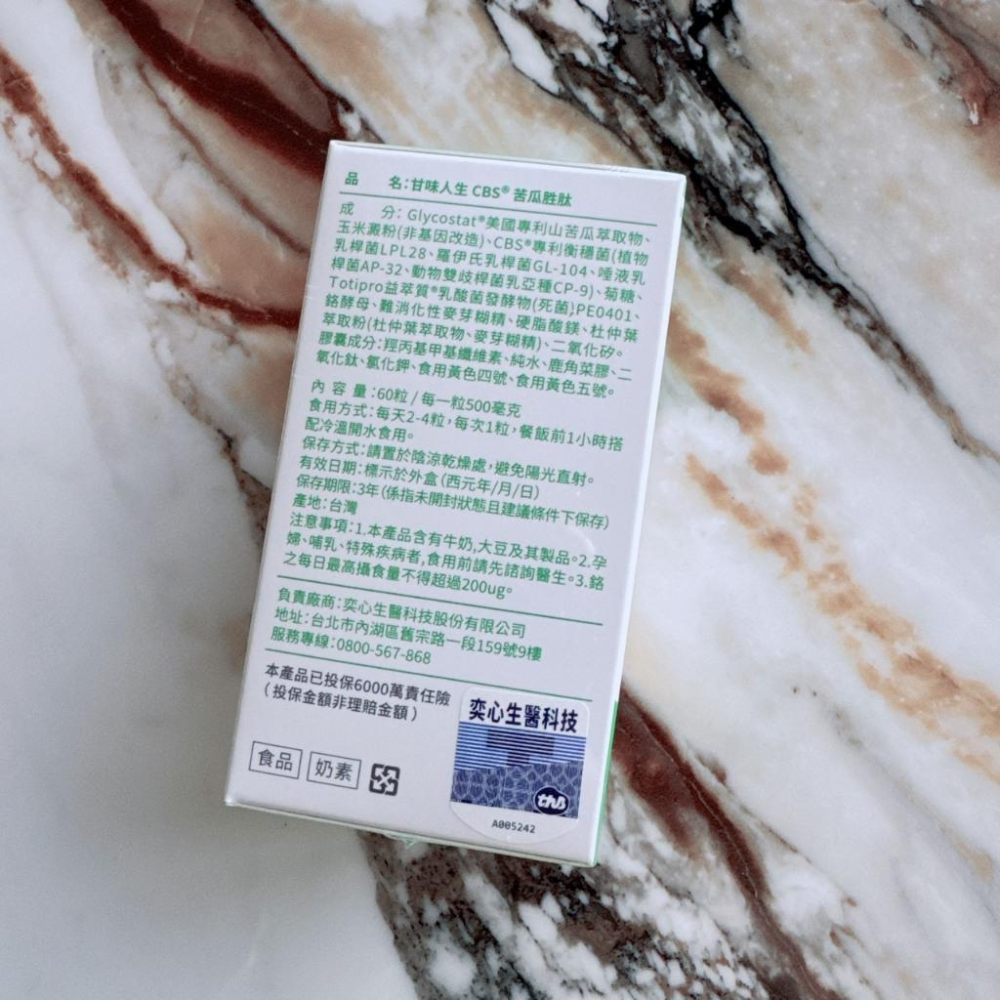 品 名:甘味人生 CBS® 苦瓜胜肽
成 分:Glycostat®美國專利山苦瓜萃取物、
玉米澱粉(非基因改造)、CBS®專利衡穩菌(植物
乳桿菌LPL28、羅伊氏乳桿菌GL-104、唾液乳
桿菌AP-32、動物雙歧桿菌乳亞種CP-9)、菊糖、
Totipro益萃質®乳酸菌發酵物(死菌)PE0401、
鉻酵母、難消化性麥芽糊精、硬脂酸鎂、杜仲葉
萃取粉(杜仲葉萃取物、麥芽糊精)、二氧化矽。
膠囊成分:羥丙基甲基纖維素、純水、鹿角菜膠、二
氧化鈦、氯化鉀、食用黃色四號、食用黃色五號。
內 容 量:60粒/每一粒500毫克
食用方式:每天2-4粒,每次1粒,餐飯前1小時搭
配冷溫開水食用。
保存方式:請置於陰涼乾燥處,避免陽光直射。
有效日期:標示於外盒(西元年/月/日)
保存期限:3年(係指未開封狀態且建議條件下保存)
產地:台灣
注意事項:1.本產品含有牛奶,大豆及其製品。2.孕
婦、哺乳、特殊疾病者,食用前請先諮詢醫生。3.鉻
之每日最高攝食量不得超過200ug。
負責廠商:奕心生醫科技股份有限公司
地址:台北市內湖區舊宗路一段159號9樓
服務專線:0800-567-868
本產品已投保6000萬責任險
(投保金額非理賠金額)
食品 奶素
奕心生醫科技
A005242